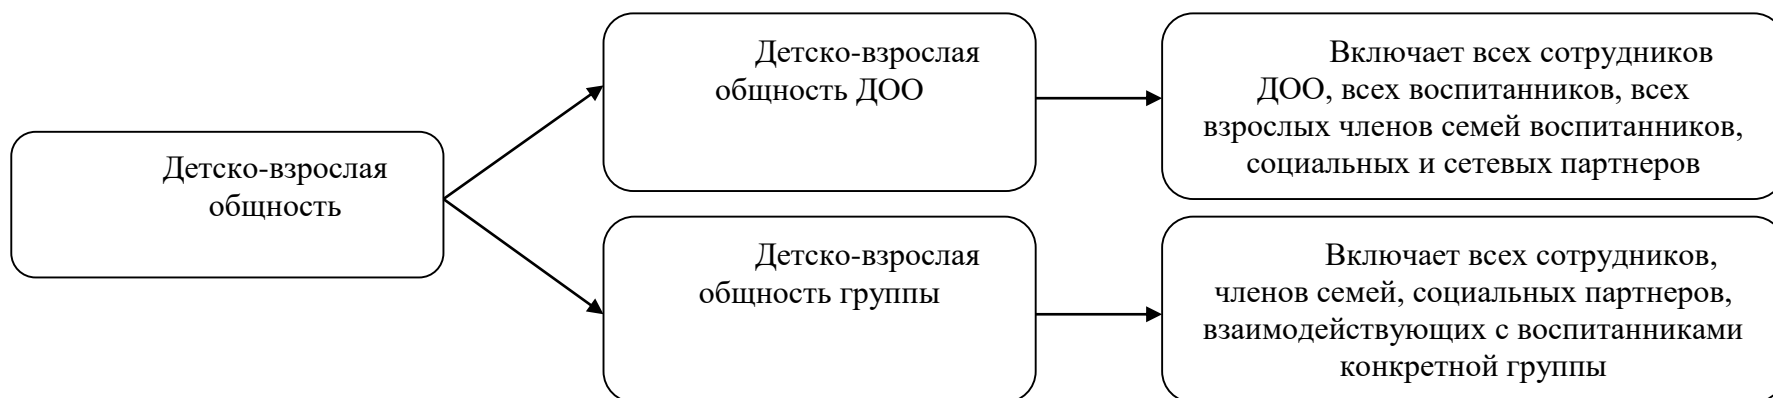 Детско-взрослая
общность
Детско-взрослая
общность ДОО
Включает всех сотрудников
ДОО, всех воспитанников, всех
взрослых членов семей воспитанников,
социальных и сетевых партнеров
Детско-взрослая
общность группы
Включает всех сотрудников,
членов семей, социальных партнеров,
взаимодействующих с воспитанниками
конкретной группы